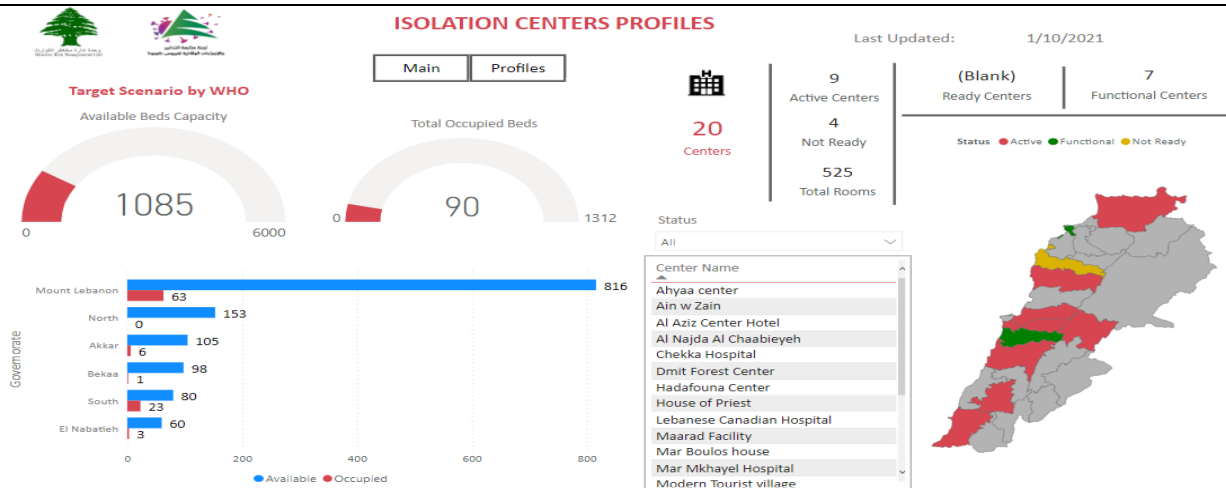 ISOLATION CENTERS PROFILES
Last Updated: 1/10/2021
Main Profiles
Target Scenario by WHO
Available Beds Capacity
1085
0 6000
Total Occupied Beds
90
0 1312
20
Centers
9
Active Centers
4
Not Ready
525
Total Rooms
(Blank)
Ready Centers
7
Functional Centers
Status Active Functional Not Ready
Status
All
Center Name
Ahyaa center
Ain w Zain
Al Aziz Center Hotel
Al Najda Al Chaabieyeh
Chekka Hospital
Dmit Forest Center
Hadafouna Center
House of Priest
Lebanese Canadian Hospital
Maarad Facility
Mar Boulos house
Mar Mkhayel Hospital
Modern Tourist village
Governorate
Mount Lebanon 816
63
North 153
0
Akkar 105
6
Bekaa 98
1
South 80
23
El Nabatieh 60
3
0 200 400 600 800
Available Occupied